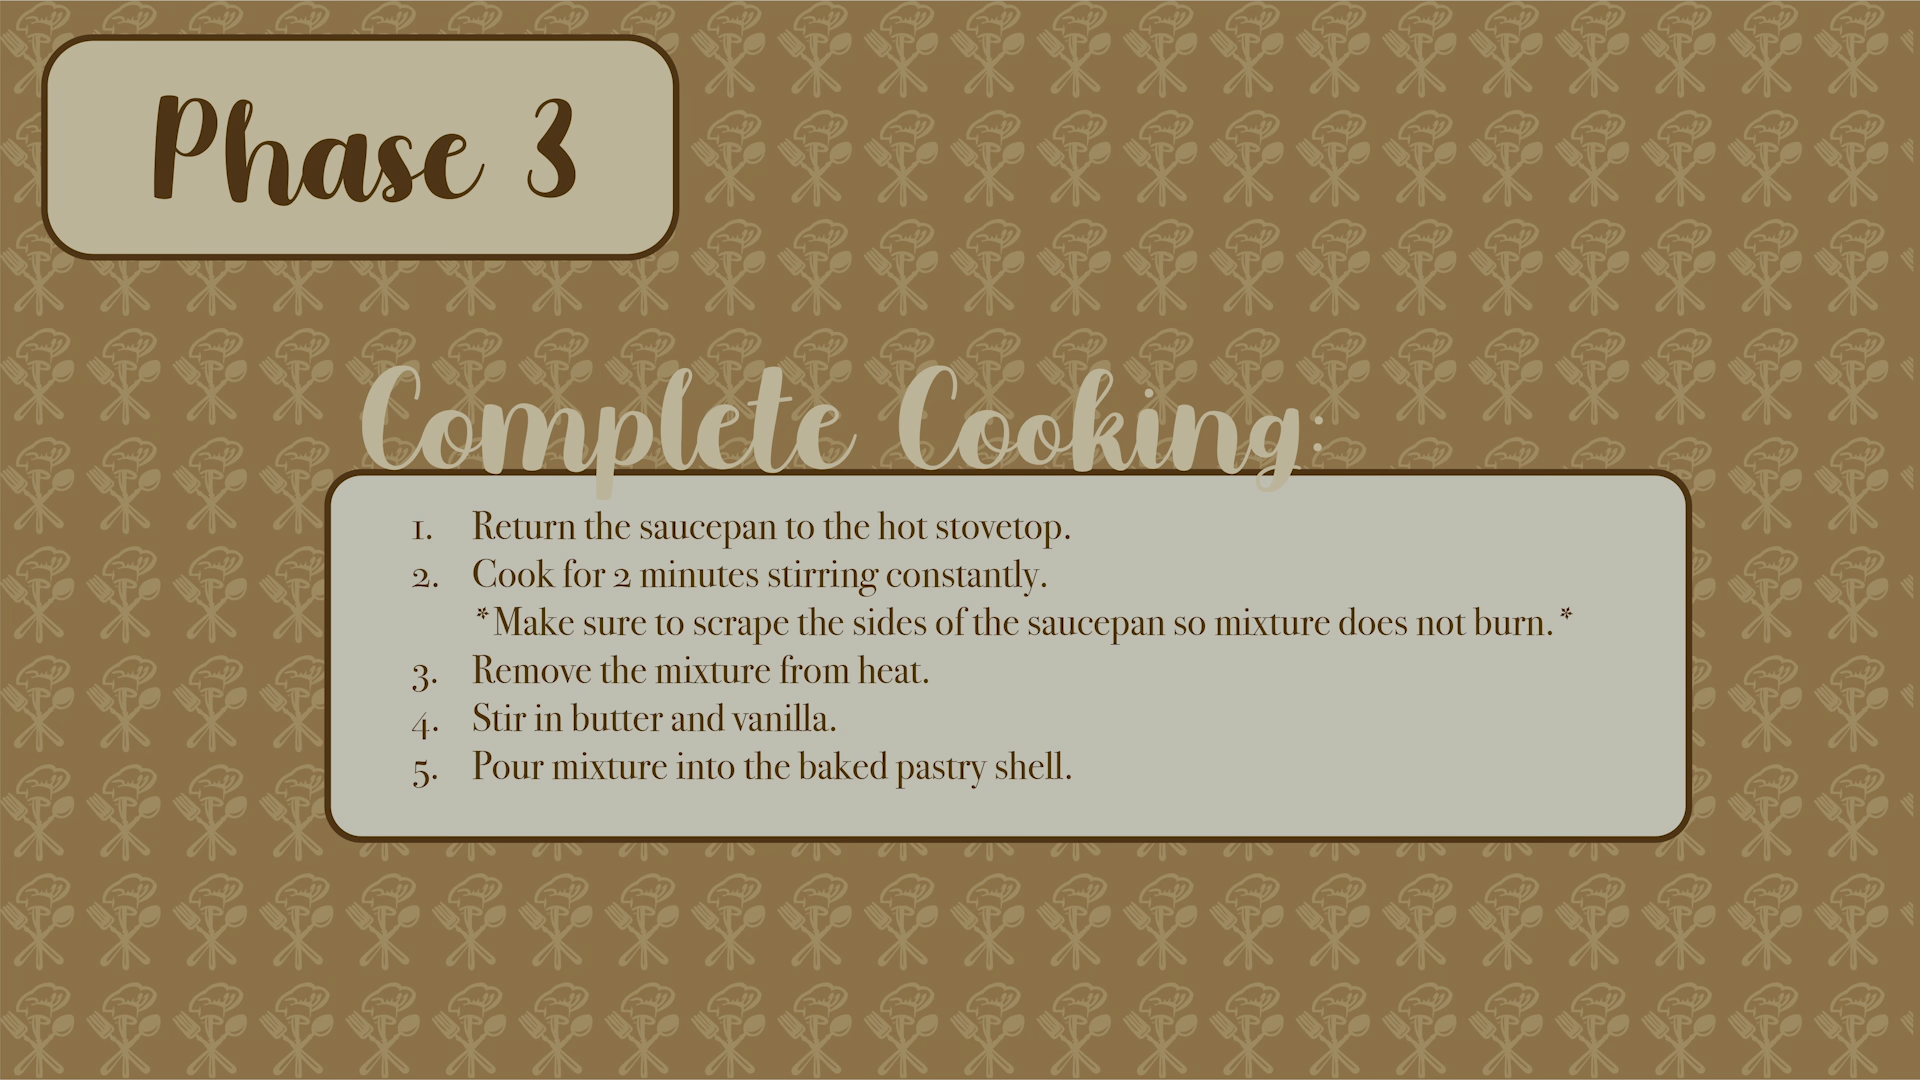 Phase 3
Complete Cooking:
1. Return the saucepan to the hot stovetop.
2. Cook for 2 minutes stirring constantly.
*Make sure to scrape the sides of the saucepan so mixture does not burn.*
3. Remove the mixture from heat.
4. Stir in butter and vanilla.
5. Pour mixture into the baked pastry shell.